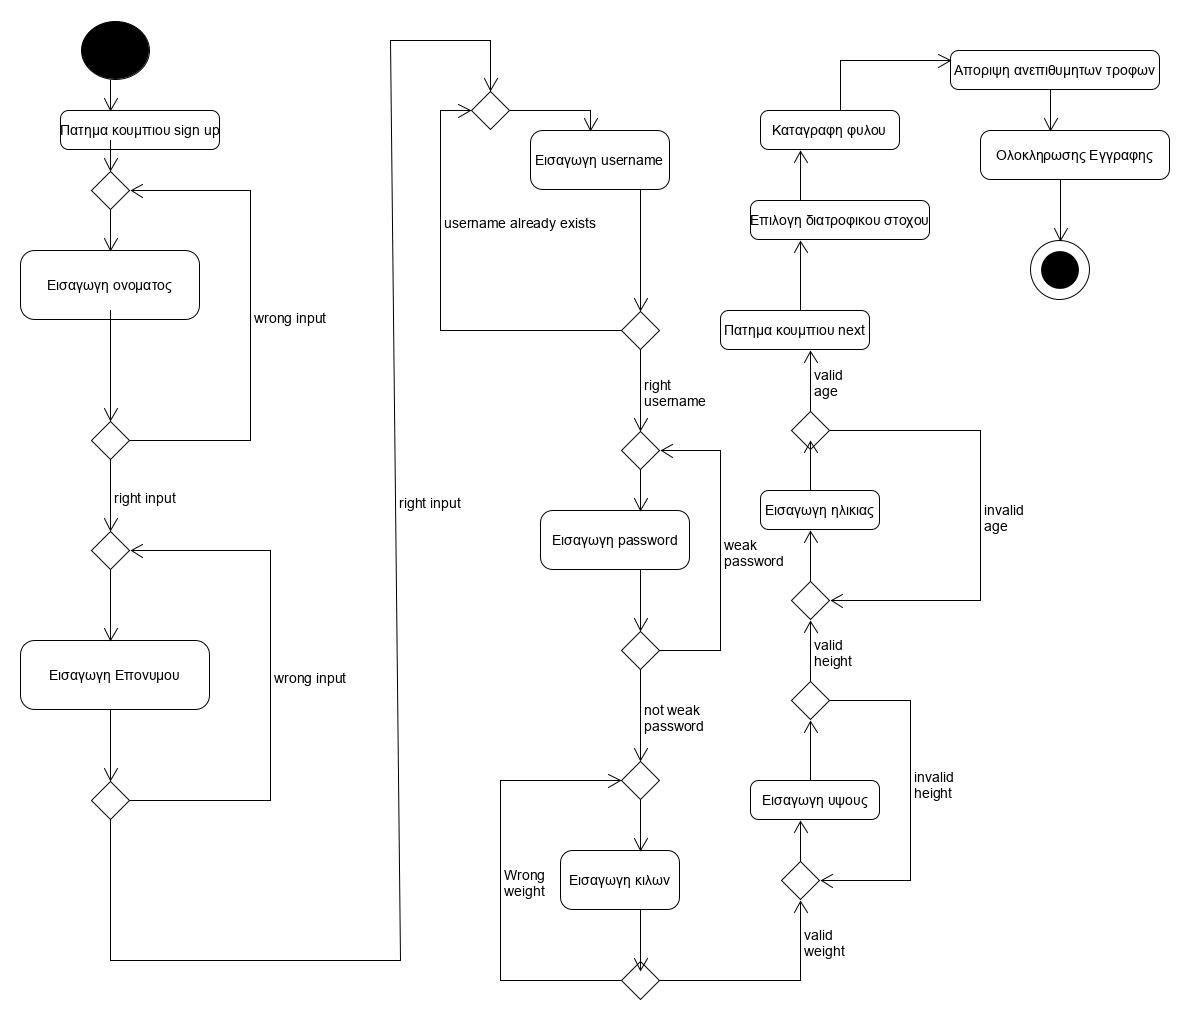 Πατημα κουμπιου sign up
Εισαγωγη ονοματος
wrong input
right input
Εισαγωγη Επονυμου
wrong input
right input
Εισαγωγη username
username already exists
right
username
Εισαγωγη password
weak
password
not weak
password
Εισαγωγη κιλων
Wrong
weight
valid
weight
Εισαγωγη υψους
invalid
height
valid
height
Εισαγωγη ηλικιας
invalid
age
valid
age
Πατημα κουμπιου next
Επιλογη διατροφικου στοχου
Καταγραφη φυλου
Αποριψη ανεπιθυμητων τροφων
Ολοκληρωσης Εγγραφης